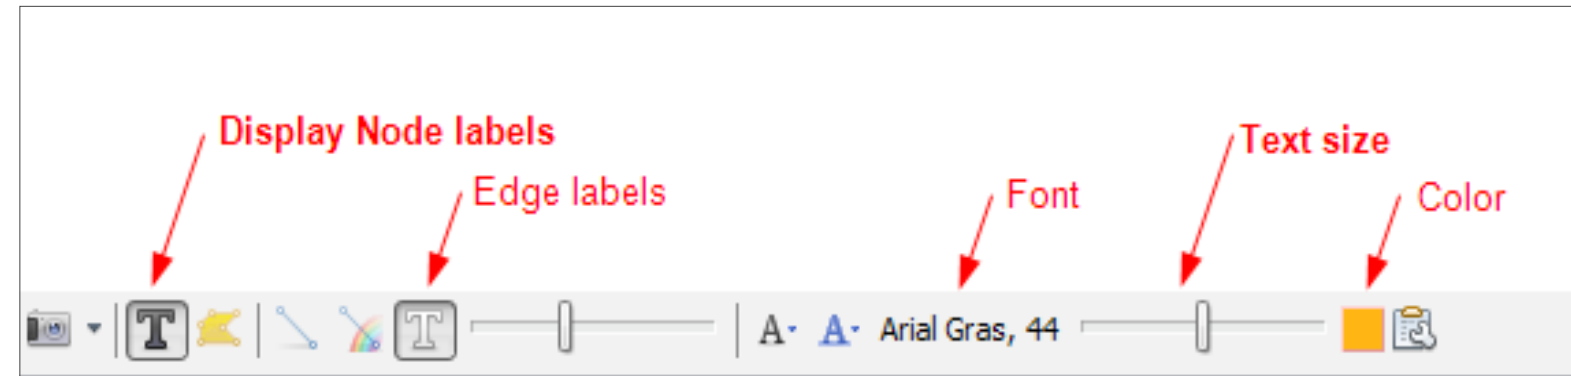 Display Node labels
Edge labels
Font
Text size
Color
T
T
A
A
Arial Gras, 44